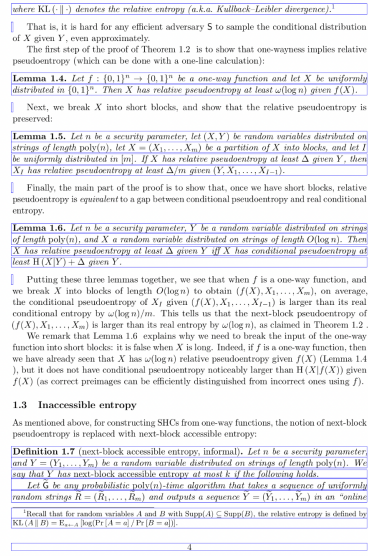 where KL (· ∥ ·) denotes the relative entropy (a.k.a. Kullback–Leibler divergence).¹
That is, it is hard for any efficient adversary S to sample the conditional distribution
of X given Y, even approximately.
The first step of the proof of Theorem 1.2 is to show that one-wayness implies relative
pseudoentropy (which can be done with a one-line calculation):
Lemma 1.4. Let f : {0, 1}ⁿ → {0, 1}ⁿ be a one-way function and let X be uniformly
distributed in {0, 1}ⁿ. Then X has relative pseudoentropy at least ω(log n) given f(X).
Next, we break X into short blocks, and show that the relative pseudoentropy is
preserved:
Lemma 1.5. Let n be a security parameter, let (X, Y) be random variables distributed on
strings of length poly(n), let X = (X₁, . . . , Xₘ) be a partition of X into blocks, and let I
be uniformly distributed in [m]. If X has relative pseudoentropy at least Δ given Y, then
X_I has relative pseudoentropy at least Δ/m given (Y, X₁, . . . , X_{I−1}).
Finally, the main part of the proof is to show that, once we have short blocks, relative
pseudoentropy is equivalent to a gap between conditional pseudoentropy and real conditional
entropy.
Lemma 1.6. Let n be a security parameter, Y be a random variable distributed on strings
of length poly(n), and X a random variable distributed on strings of length O(log n). Then
X has relative pseudoentropy at least Δ given Y iff X has conditional pseudoentropy at
least H (X|Y) + Δ given Y.
Putting these three lemmas together, we see that when f is a one-way function, and
we break X into blocks of length O(log n) to obtain (f(X), X₁, . . . , Xₘ), on average,
the conditional pseudoentropy of X_I given (f(X), X₁, . . . , X_{I−1}) is larger than its real
conditional entropy by ω(log n)/m. This tells us that the next-block pseudoentropy of
(f(X), X₁, . . . , Xₘ) is larger than its real entropy by ω(log n), as claimed in Theorem 1.2 .
We remark that Lemma 1.6 explains why we need to break the input of the one-way
function into short blocks: it is false when X is long. Indeed, if f is a one-way function, then
we have already seen that X has ω(log n) relative pseudoentropy given f(X) (Lemma 1.4
), but it does not have conditional pseudoentropy noticeably larger than H (X|f(X)) given
f(X) (as correct preimages can be efficiently distinguished from incorrect ones using f).
1.3 Inaccessible entropy
As mentioned above, for constructing SHCs from one-way functions, the notion of next-block
pseudoentropy is replaced with next-block accessible entropy:
Definition 1.7 (next-block accessible entropy, informal). Let n be a security parameter,
and Y = (Y₁, . . . , Yₘ) be a random variable distributed on strings of length poly(n). We
say that Y has next-block accessible entropy at most k if the following holds.
Let G̃ be any probabilistic poly(n)-time algorithm that takes a sequence of uniformly
random strings R̃ = (R̃₁, . . . , R̃ₘ) and outputs a sequence Ỹ = (Ỹ₁, . . . , Ỹₘ) in an “online
¹Recall that for random variables A and B with Supp(A) ⊆ Supp(B), the relative entropy is defined by
KL (A ∥ B) = E_{a←A} [log(Pr [A = a] / Pr [B = a])].
4